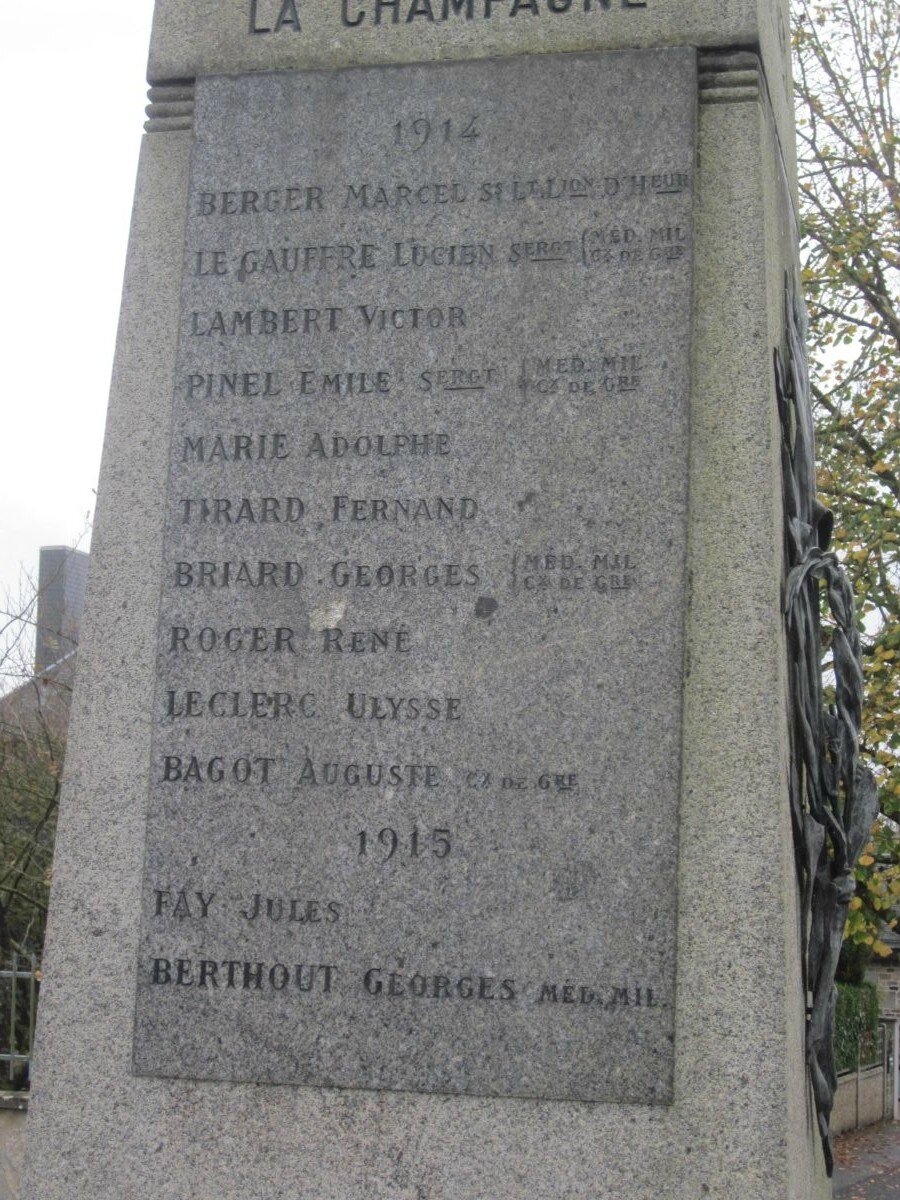 LA CHAMPAGNE
1914
BERGER MARCEL Ss LT LION D'HEUR
LE GAUFFRE LUCIEN SERGT MÉD. MIL
Cx DE GRE
LAMBERT VICTOR
PINEL EMILE SERGT MÉD. MIL
Cx DE GRE
MARIE ADOLPHE
TIRARD FERNAND
BRIARD GEORGES MÉD. MIL
Cx DE GRE
ROGER RENÉ
LECLERC ULYSSE
BAGOT AUGUSTE Cx DE GRE
1915
FAY JULES
BERTHOUT GEORGES MÉD. MIL.